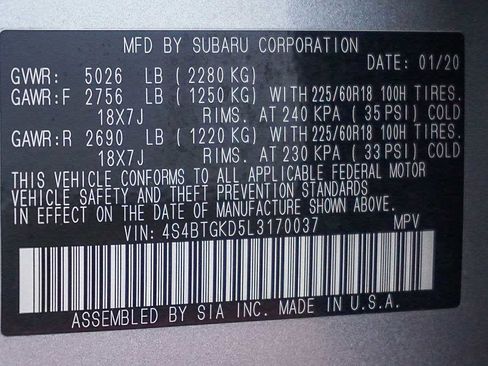 MFD BY SUBARU CORPORATION
DATE: 01/20
GVWR: 5026 LB (2280 KG)
GAWR:F 2756 LB (1250 KG) WITH 225/60R18 100H TIRES.
18X7J RIMS. AT 240 KPA (35 PSI) COLD
GAWR:R 2690 LB (1220 KG) WITH 225/60R18 100H TIRES.
18X7J RIMS. AT 230 KPA (33 PSI) COLD
THIS VEHICLE CONFORMS TO ALL APPLICABLE FEDERAL MOTOR
VEHICLE SAFETY AND THEFT PREVENTION STANDARDS
IN EFFECT ON THE DATE OF MANUFACTURE SHOWN ABOVE.
VIN: 4S4BTGKD5L3170037 MPV
ASSEMBLED BY SIA INC. MADE IN U.S.A.